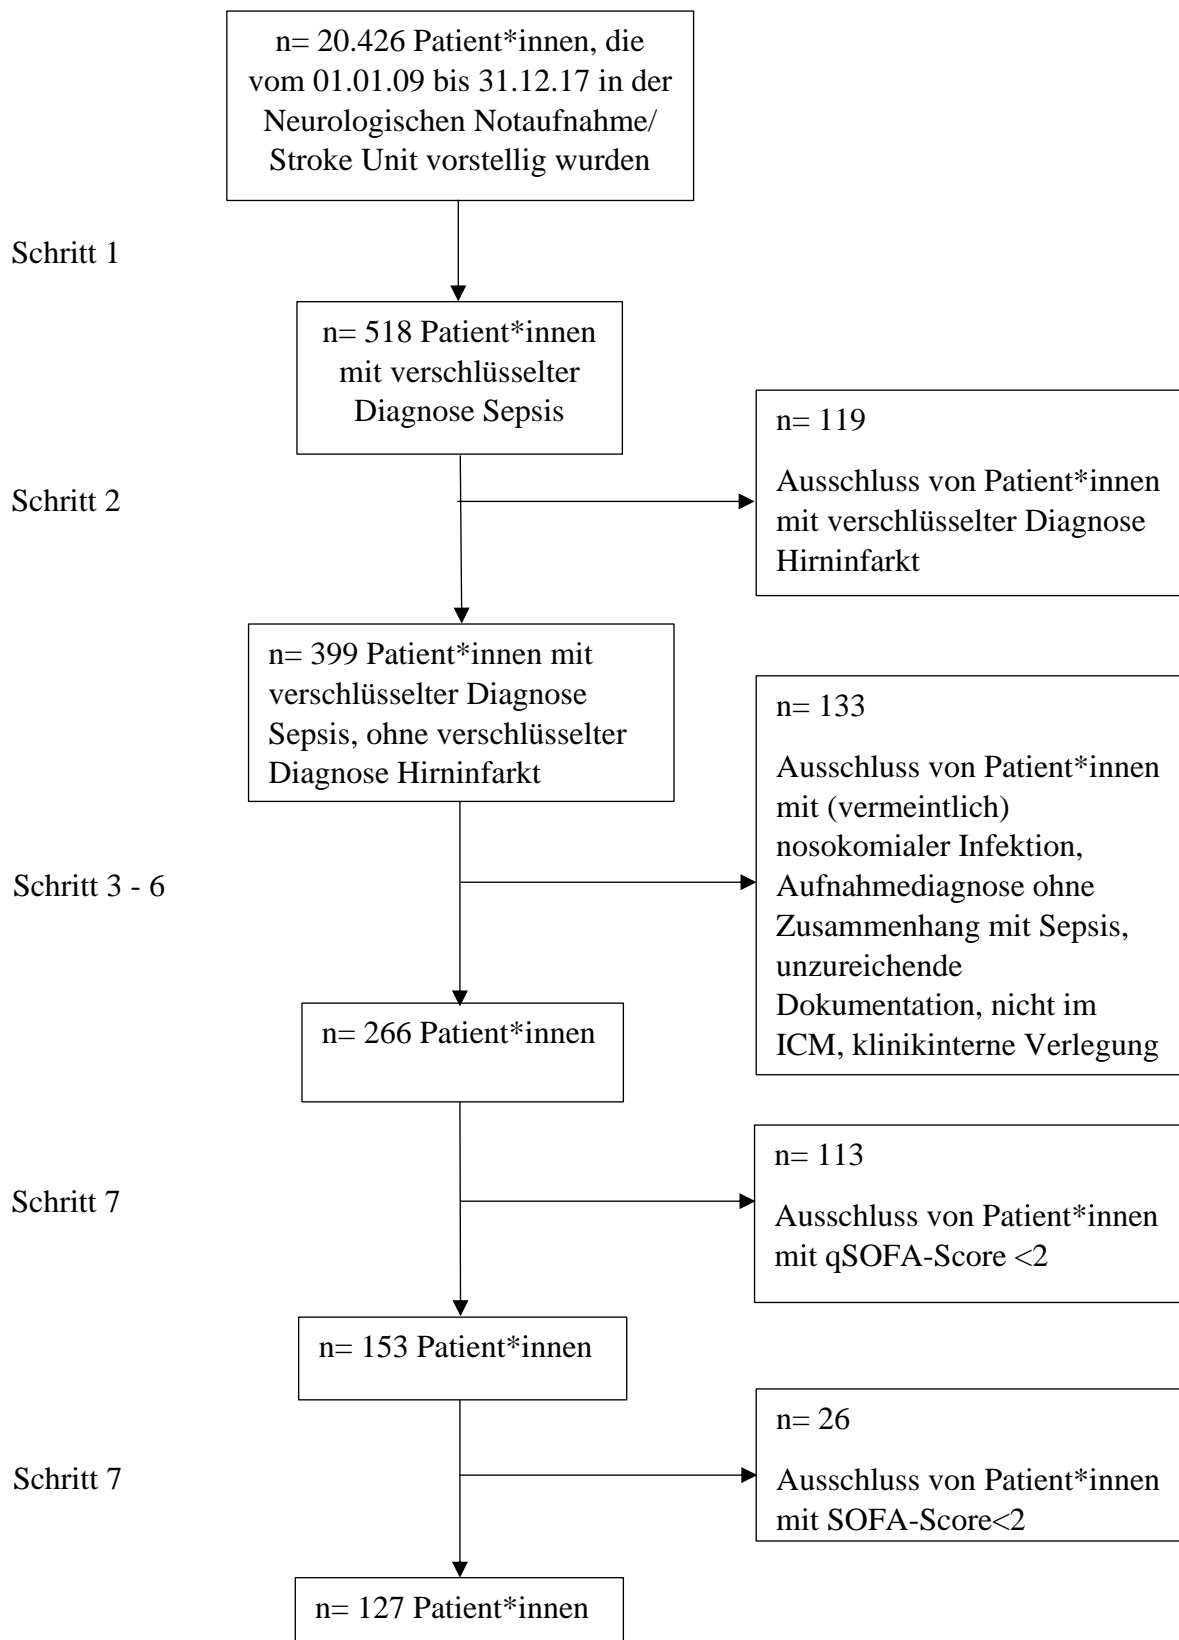 n= 20.426 Patient*innen, die
vom 01.01.09 bis 31.12.17 in der
Neurologischen Notaufnahme/
Stroke Unit vorstellig wurden
Schritt 1
n= 518 Patient*innen
mit verschlüsselter
Diagnose Sepsis
Schritt 2
n= 119
Ausschluss von Patient*innen
mit verschlüsselter Diagnose
Hirninfarkt
n= 399 Patient*innen mit
verschlüsselter Diagnose
Sepsis, ohne verschlüsselter
Diagnose Hirninfarkt
Schritt 3 - 6
n= 133
Ausschluss von Patient*innen
mit (vermeintlich)
nosokomialer Infektion,
Aufnahmediagnose ohne
Zusammenhang mit Sepsis,
unzureichende
Dokumentation, nicht im
ICM, klinikinterne Verlegung
n= 266 Patient*innen
Schritt 7
n= 113
Ausschluss von Patient*innen
mit qSOFA-Score <2
n= 153 Patient*innen
Schritt 7
n= 26
Ausschluss von Patient*innen
mit SOFA-Score<2
n= 127 Patient*innen